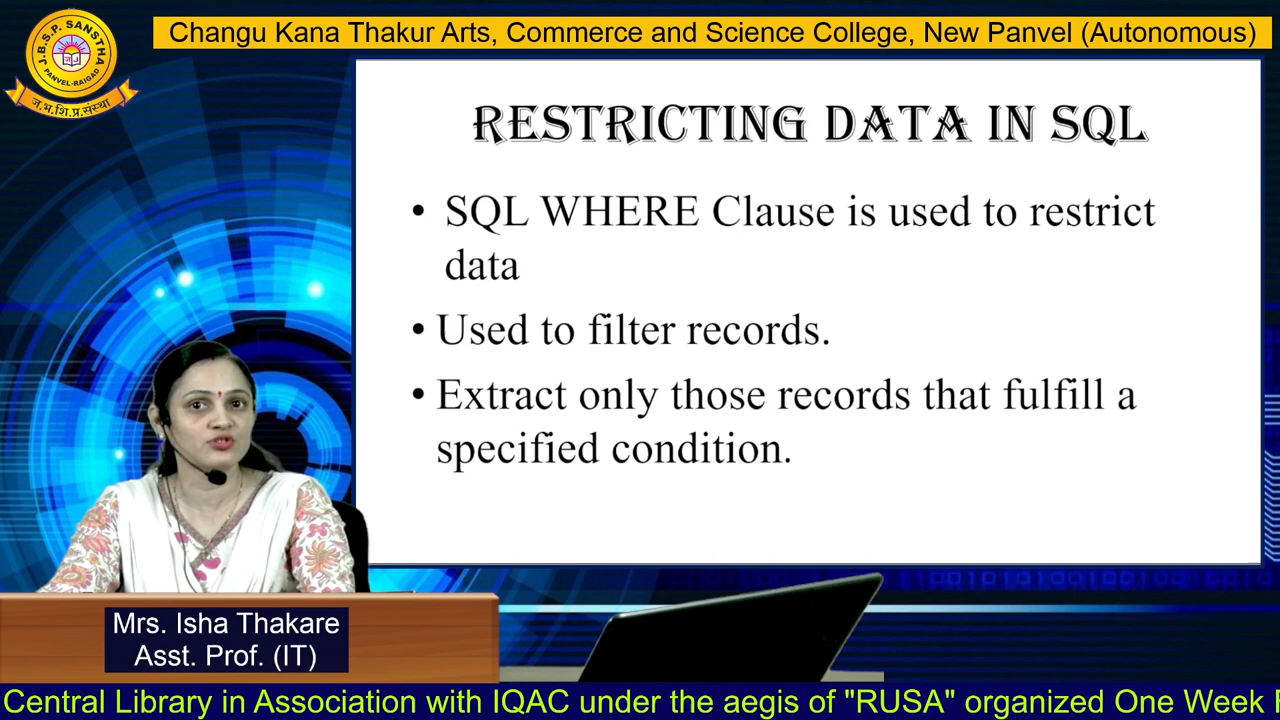 J.B.S.P. SANSTHA
PANVEL-RAIGAD
ज.भ.शि.प्र.संस्था
Changu Kana Thakur Arts, Commerce and Science College, New Panvel (Autonomous)
RESTRICTING DATA IN SQL
• SQL WHERE Clause is used to restrict
data
• Used to filter records.
• Extract only those records that fulfill a
specified condition.
Mrs. Isha Thakare
Asst. Prof. (IT)
Central Library in Association with IQAC under the aegis of "RUSA" organized One Week